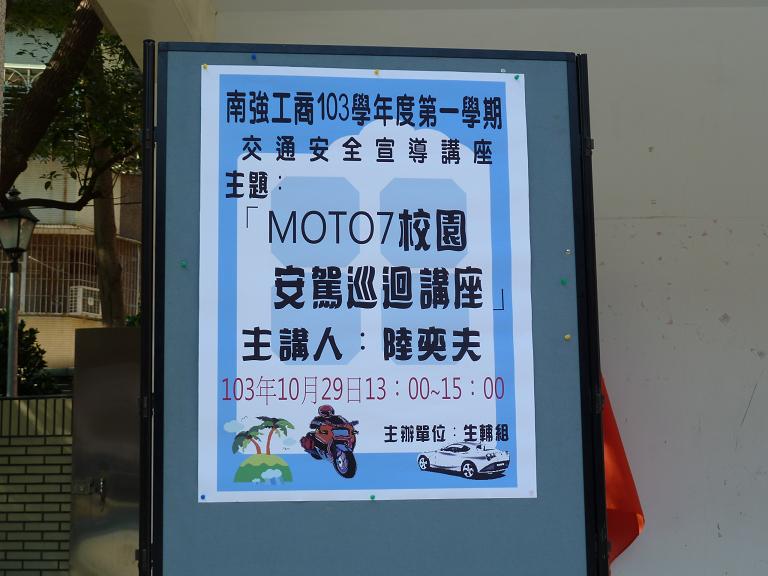 南強工商103學年度第一學期
交通安全宣導講座
主題：
「MOTO7校園
安駕巡迴講座」
主講人：陸奕夫
103年10月29日13：00~15：00
主辦單位：生輔組